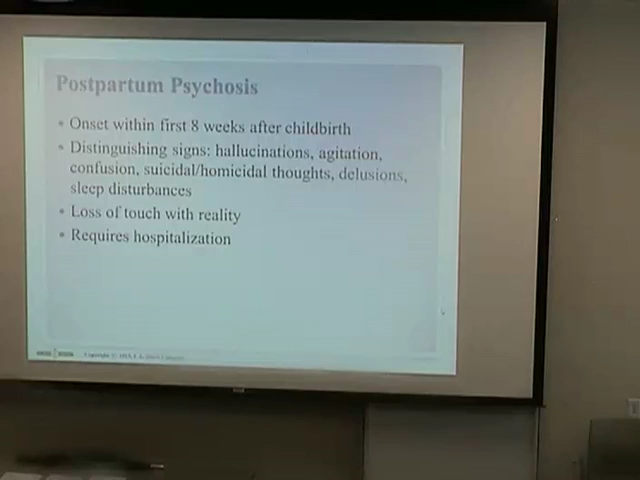 Postpartum Psychosis
• Onset within first 8 weeks after childbirth
• Distinguishing signs: hallucinations, agitation,
confusion, suicidal/homicidal thoughts, delusions,
sleep disturbances
• Loss of touch with reality
• Requires hospitalization
Copyright ©